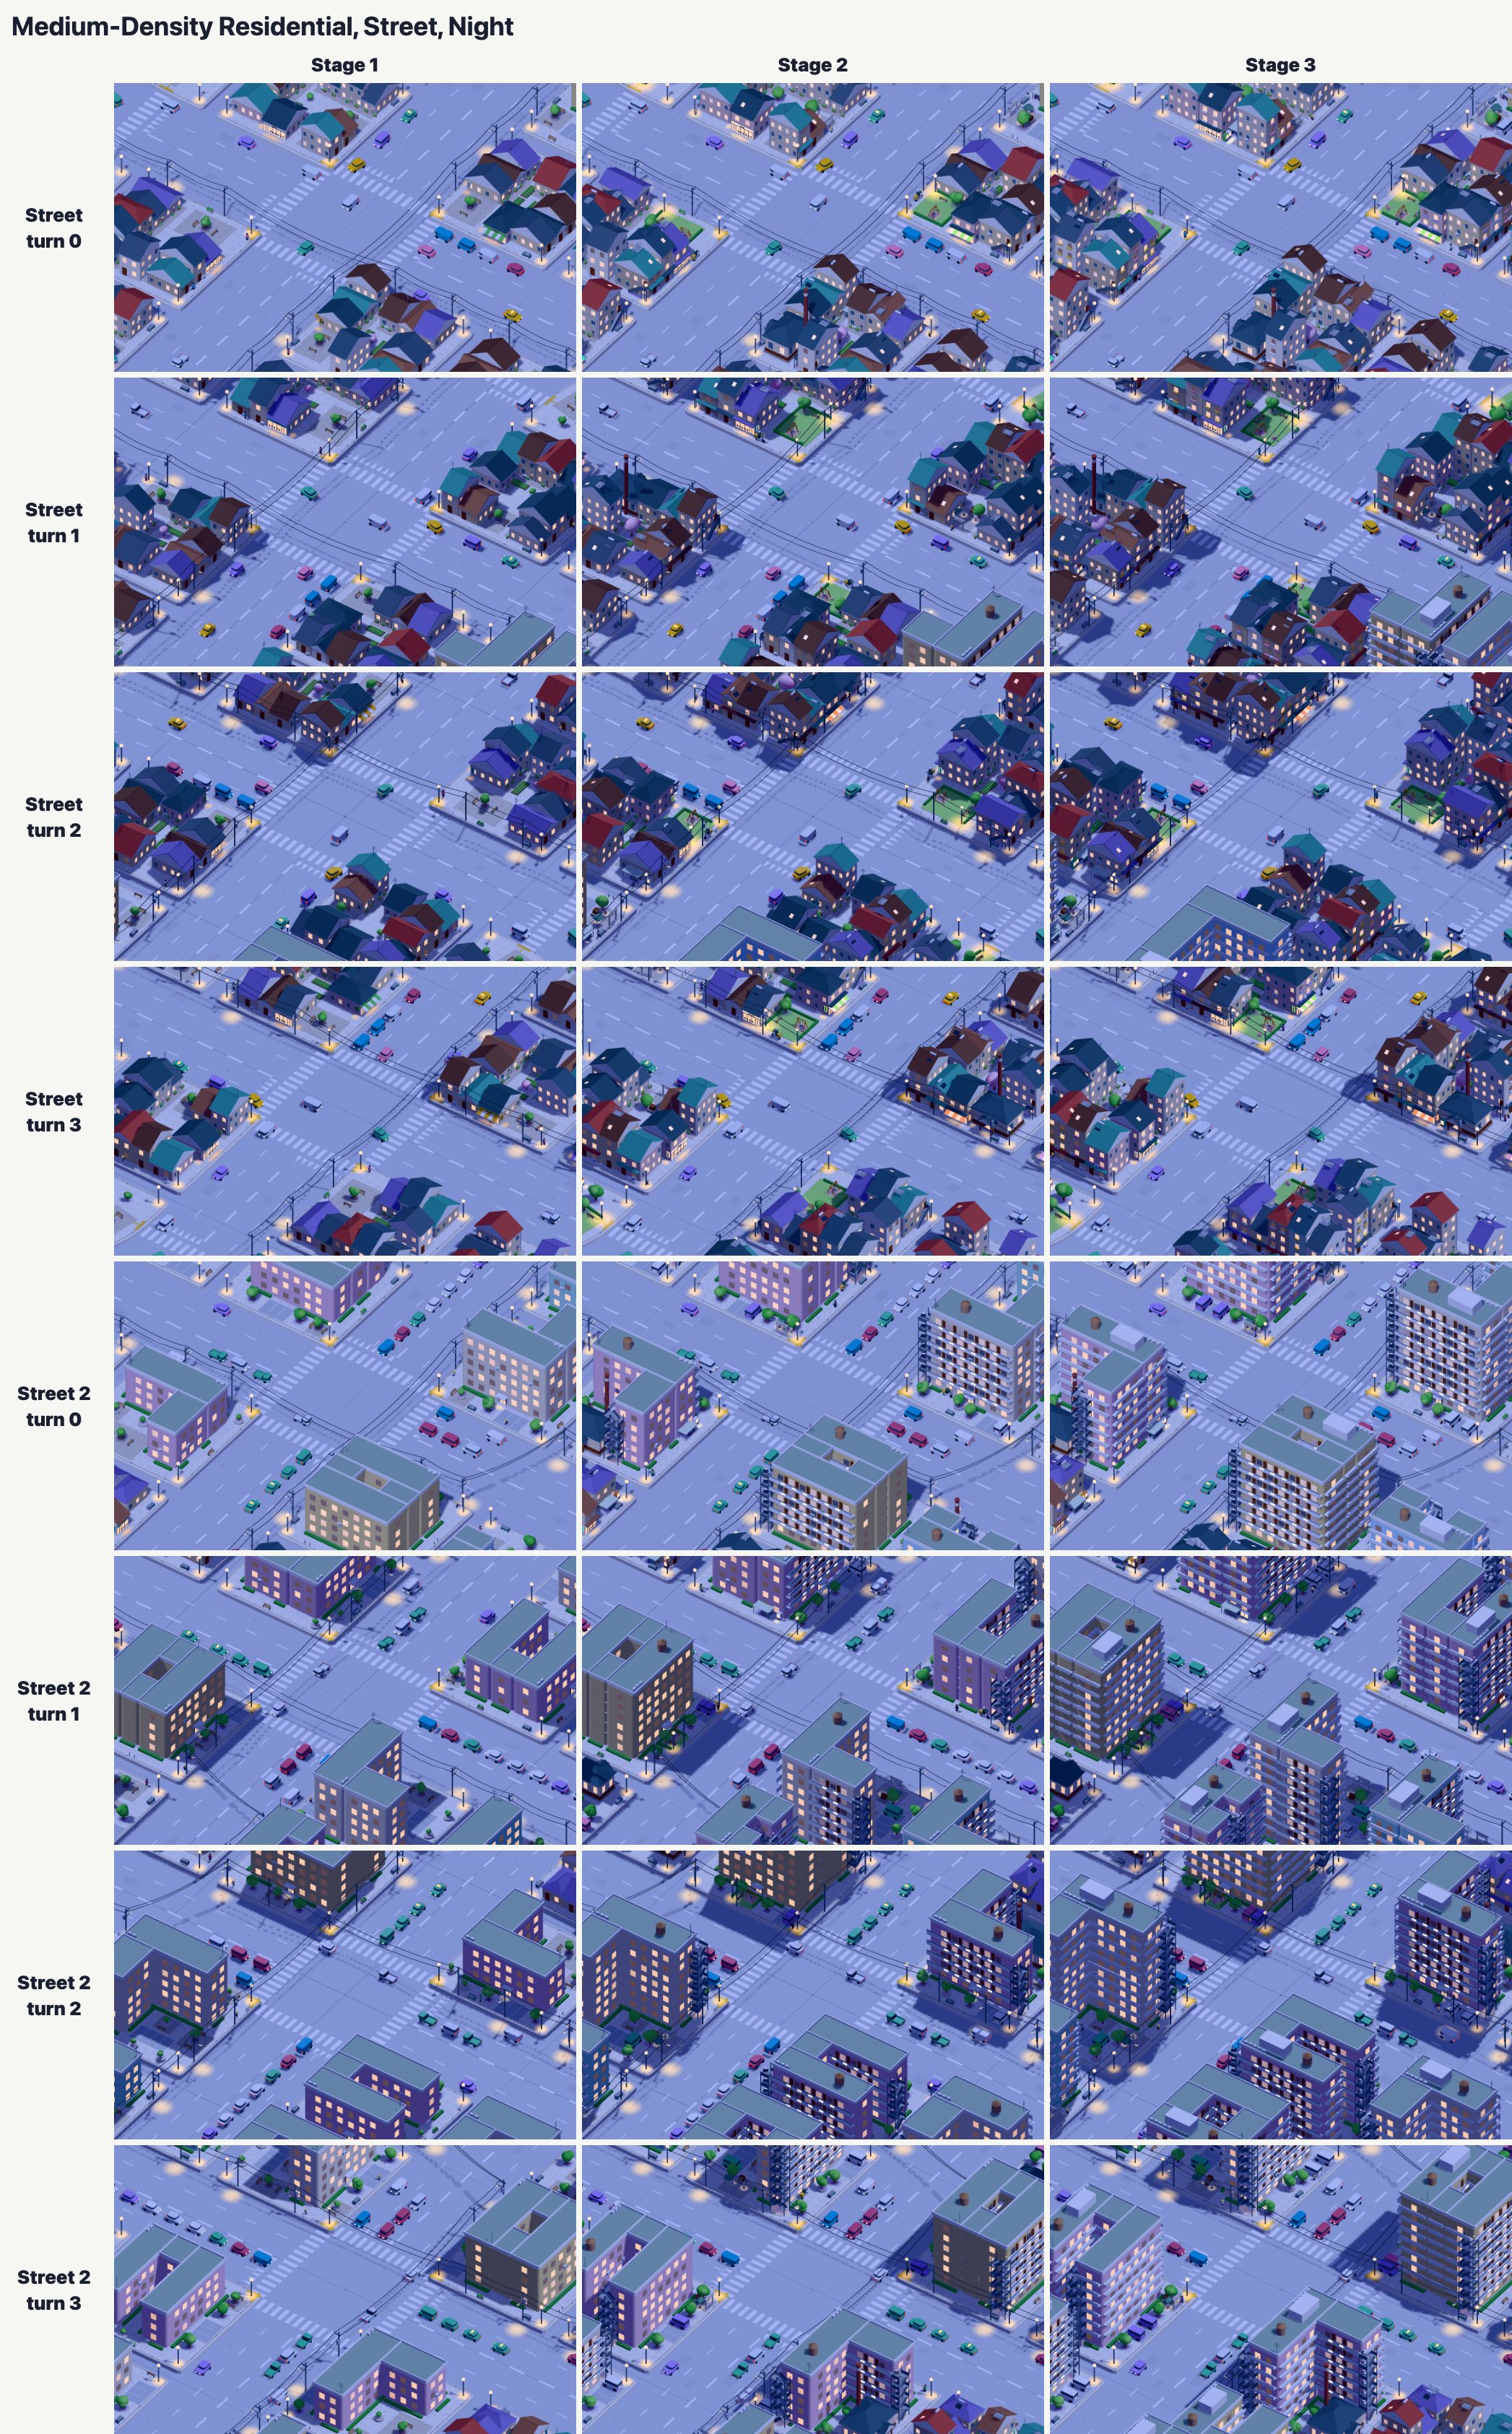 Medium-Density Residential, Street, Night
Stage 1 Stage 2 Stage 3
Street
turn 0
Street
turn 1
Street
turn 2
Street
turn 3
Street 2
turn 0
Street 2
turn 1
Street 2
turn 2
Street 2
turn 3